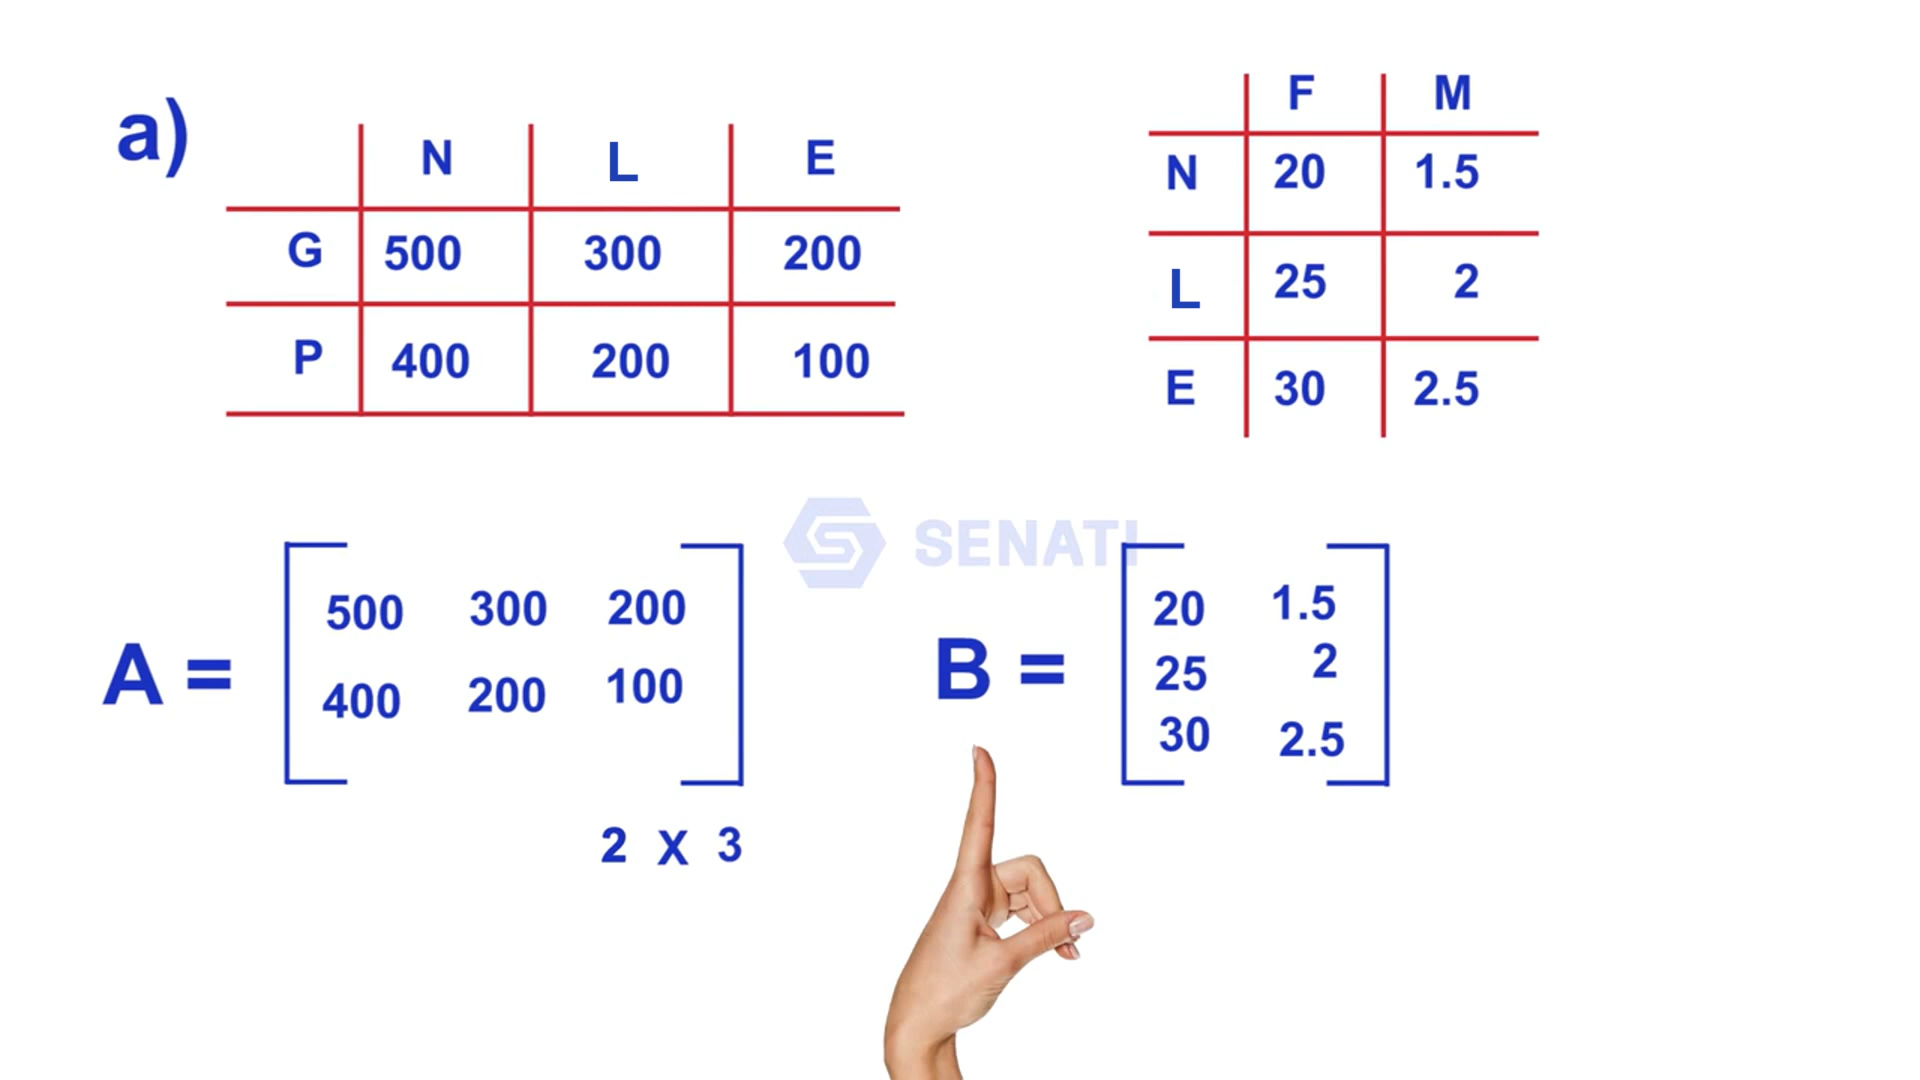 a)
N L E
G 500 300 200
P 400 200 100
F M
N 20 1.5
L 25 2
E 30 2.5
SENATI
A = 500 300 200
400 200 100
2 X 3
B = 20 1.5
25 2
30 2.5